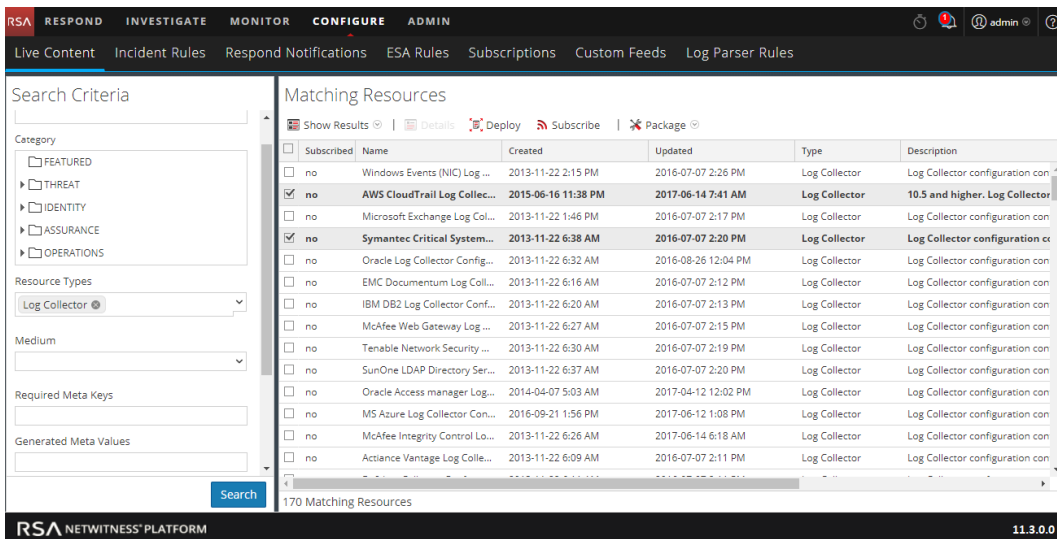 RSA RESPOND INVESTIGATE MONITOR CONFIGURE ADMIN 1 admin
Live Content Incident Rules Respond Notifications ESA Rules Subscriptions Custom Feeds Log Parser Rules
Search Criteria
Category
FEATURED
THREAT
IDENTITY
ASSURANCE
OPERATIONS
Resource Types
Log Collector
Medium
Required Meta Keys
Generated Meta Values
Search
Matching Resources
Show Results | Details Deploy Subscribe | Package
Subscribed Name Created Updated Type Description
no Windows Events (NIC) Log ... 2013-11-22 2:15 PM 2016-07-07 2:26 PM Log Collector Log Collector configuration con
no AWS CloudTrail Log Collec... 2015-06-16 11:38 PM 2017-06-14 7:41 AM Log Collector 10.5 and higher. Log Collector
no Microsoft Exchange Log Col... 2013-11-22 1:46 PM 2016-07-07 2:17 PM Log Collector Log Collector configuration con
no Symantec Critical System... 2013-11-22 6:38 AM 2016-07-07 2:20 PM Log Collector Log Collector configuration co
no Oracle Log Collector Config... 2013-11-22 6:32 AM 2016-08-26 12:04 PM Log Collector Log Collector configuration con
no EMC Documentum Log Coll... 2013-11-22 6:16 AM 2016-07-07 2:12 PM Log Collector Log Collector configuration con
no IBM DB2 Log Collector Conf... 2013-11-22 6:20 AM 2016-07-07 2:13 PM Log Collector Log Collector configuration con
no McAfee Web Gateway Log ... 2013-11-22 6:27 AM 2016-07-07 2:15 PM Log Collector Log Collector configuration con
no Tenable Network Security ... 2013-11-22 6:30 AM 2016-07-07 2:19 PM Log Collector Log Collector configuration con
no SunOne LDAP Directory Ser... 2013-11-22 6:37 AM 2016-07-07 2:20 PM Log Collector Log Collector configuration con
no Oracle Access manager Log... 2014-04-07 5:03 AM 2017-04-12 12:02 PM Log Collector Log Collector configuration con
no MS Azure Log Collector Con... 2016-09-21 1:56 PM 2017-06-12 1:08 PM Log Collector Log Collector configuration con
no McAfee Integrity Control Lo... 2013-11-22 6:26 AM 2017-06-14 6:18 AM Log Collector Log Collector configuration con
no Actiance Vantage Log Colle... 2013-11-22 6:09 AM 2016-07-07 2:11 PM Log Collector Log Collector configuration con
170 Matching Resources
RSA NETWITNESS® PLATFORM 11.3.0.0